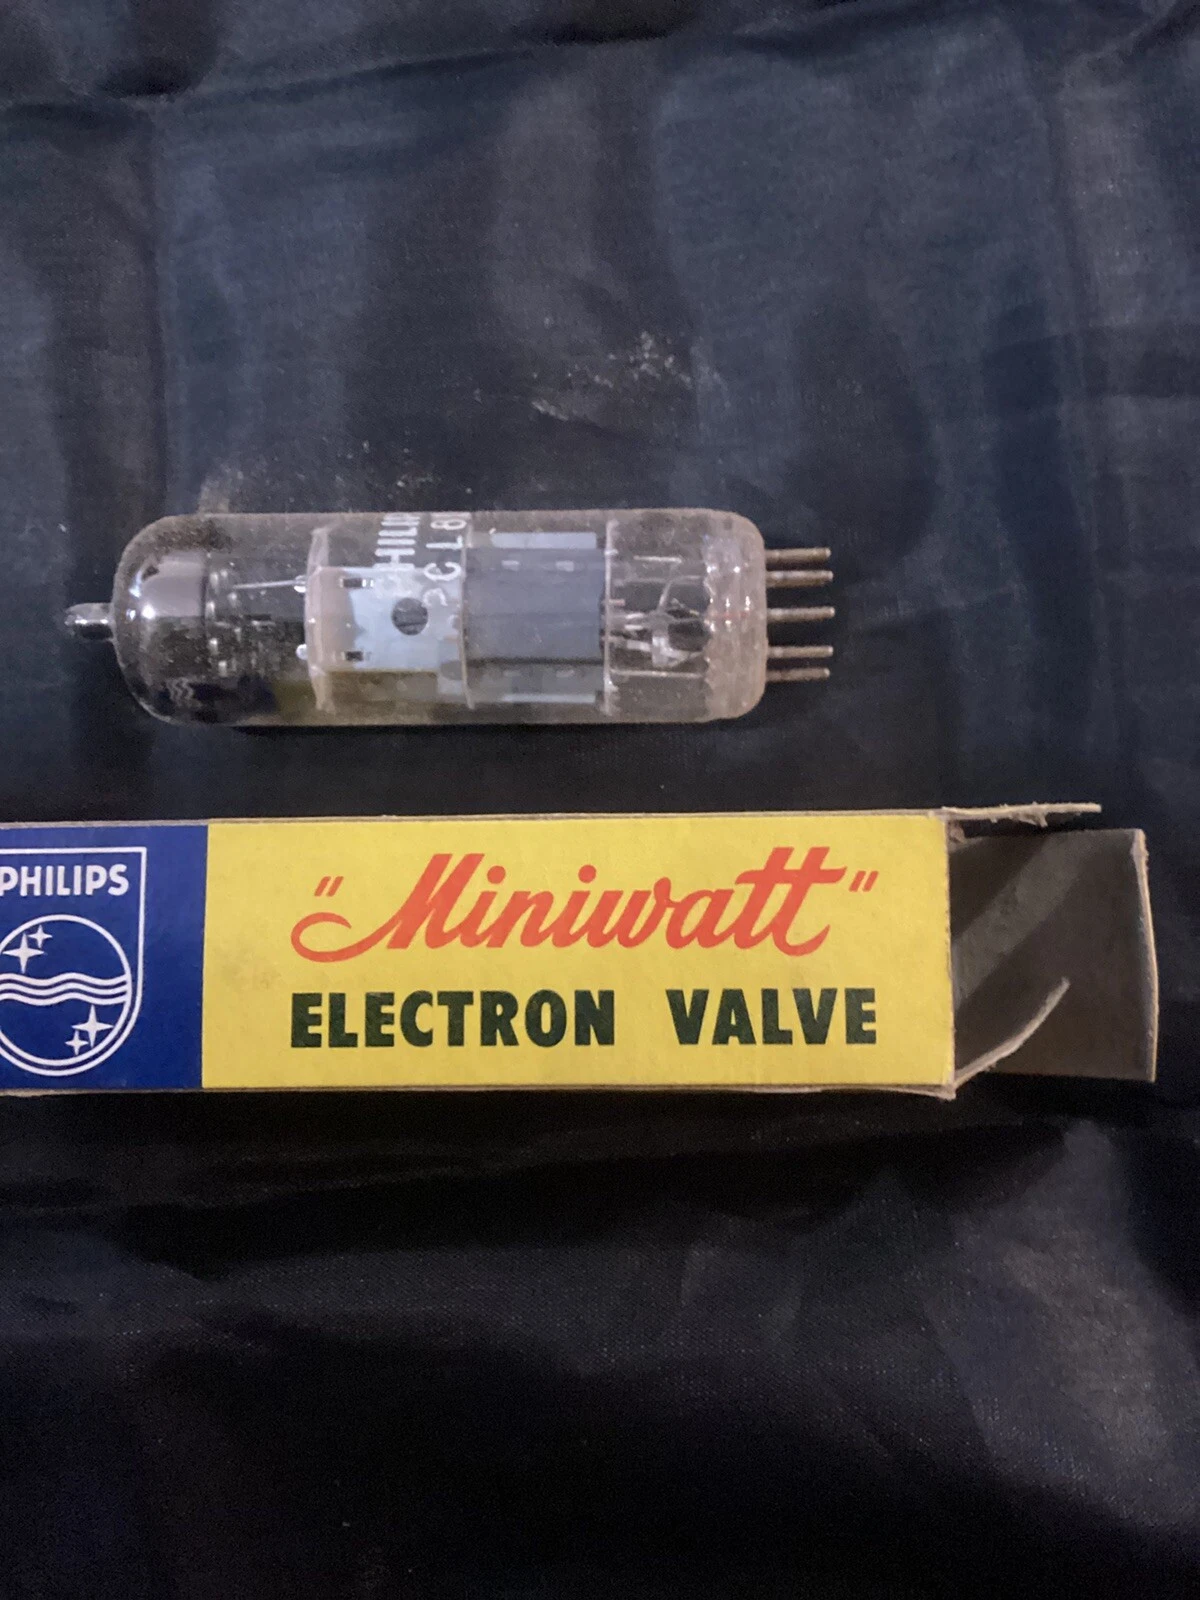 PHILIPS
"Miniwatt"
ELECTRON VALVE